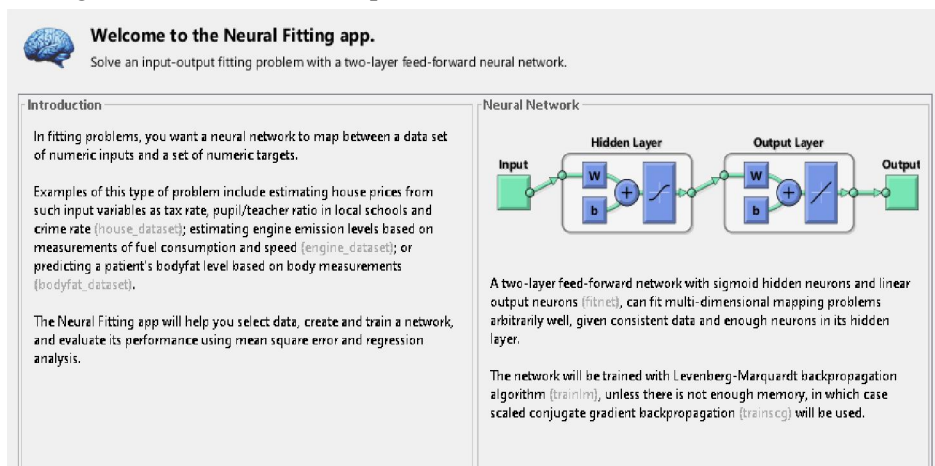 Welcome to the Neural Fitting app.
Solve an input-output fitting problem with a two-layer feed-forward neural network.
Introduction
In fitting problems, you want a neural network to map between a data set
of numeric inputs and a set of numeric targets.
Examples of this type of problem include estimating house prices from
such input variables as tax rate, pupil/teacher ratio in local schools and
crime rate (house_dataset); estimating engine emission levels based on
measurements of fuel consumption and speed (engine_dataset); or
predicting a patient's bodyfat level based on body measurements
(bodyfat_dataset).
The Neural Fitting app will help you select data, create and train a network,
and evaluate its performance using mean square error and regression
analysis.
Neural Network
Hidden Layer
Output Layer
Input
W
b
+
W
b
+
Output
A two-layer feed-forward network with sigmoid hidden neurons and linear
output neurons (fitnet), can fit multi-dimensional mapping problems
arbitrarily well, given consistent data and enough neurons in its hidden
layer.
The network will be trained with Levenberg-Marquardt backpropagation
algorithm (trainlm), unless there is not enough memory, in which case
scaled conjugate gradient backpropagation (trainscg) will be used.